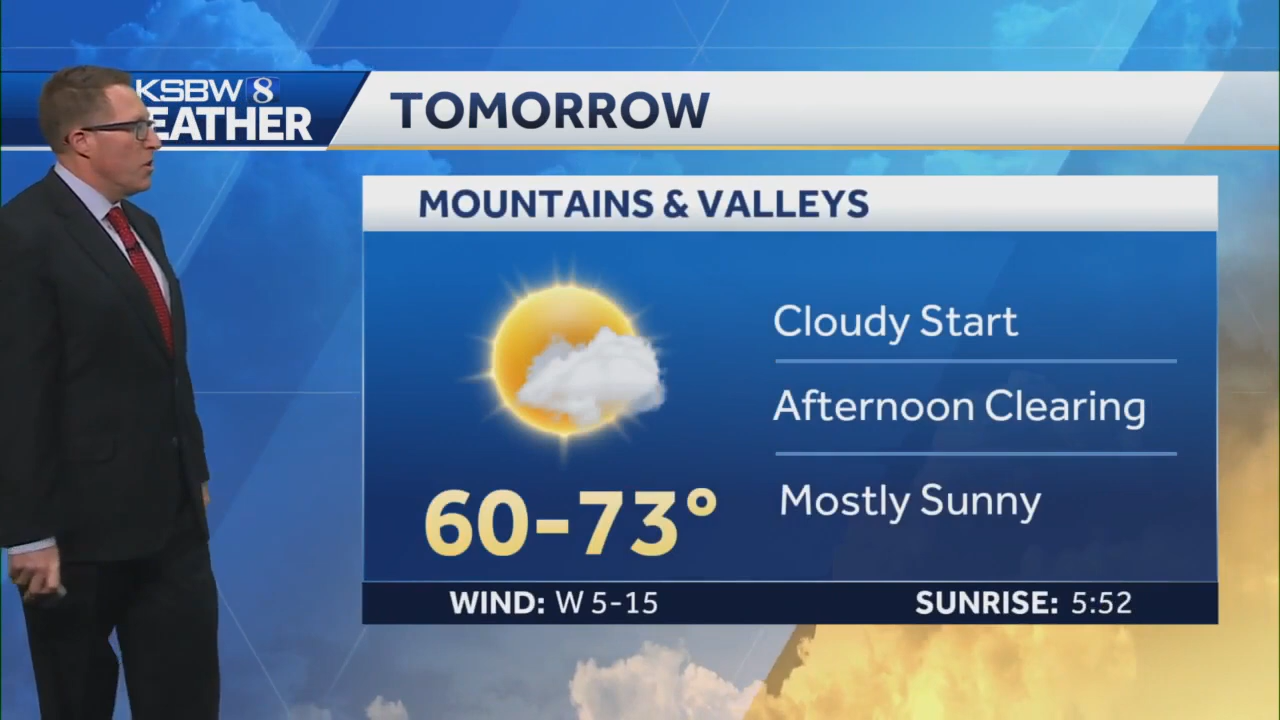 KSBW 8
EATHER
TOMORROW
MOUNTAINS & VALLEYS
Cloudy Start
Afternoon Clearing
Mostly Sunny
60-73°
WIND: W 5-15
SUNRISE: 5:52